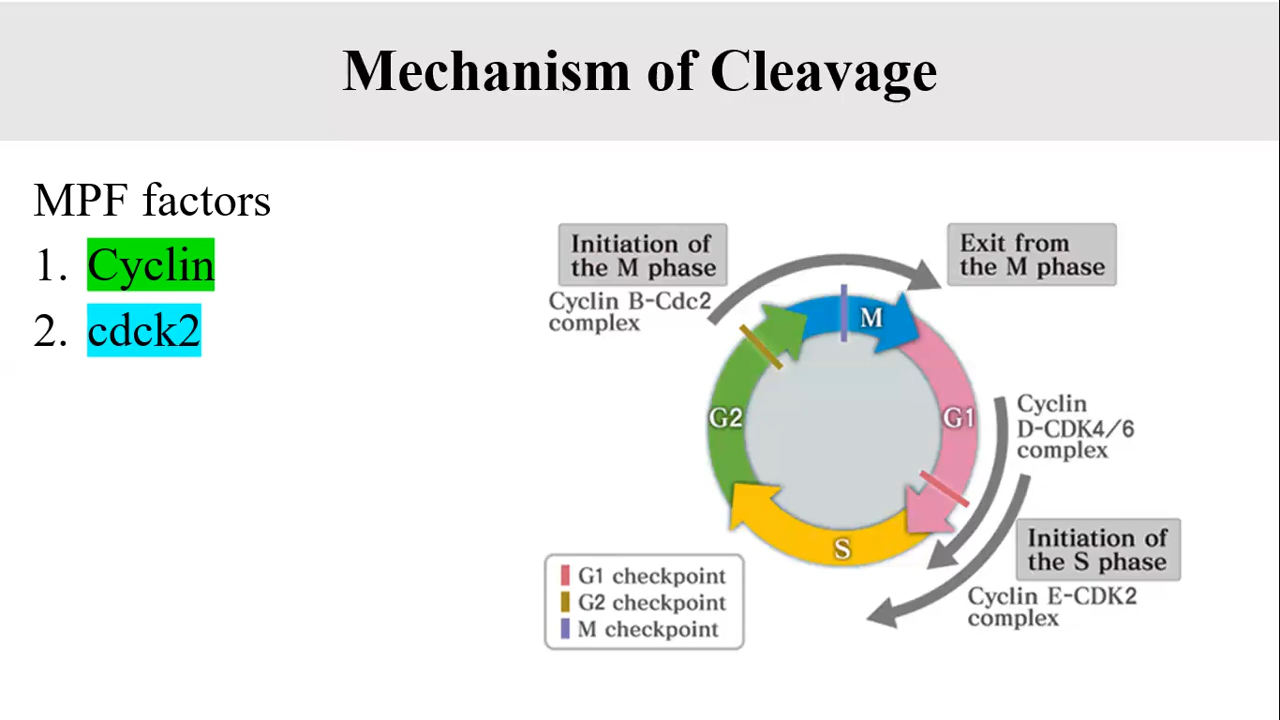 Mechanism of Cleavage
MPF factors
1. Cyclin
2. cdck2
Initiation of
the M phase
Cyclin B-Cdc2
complex
Exit from
the M phase
M
G2
G1
S
Cyclin
D-CDK4/6
complex
Initiation of
the S phase
Cyclin E-CDK2
complex
G1 checkpoint
G2 checkpoint
M checkpoint